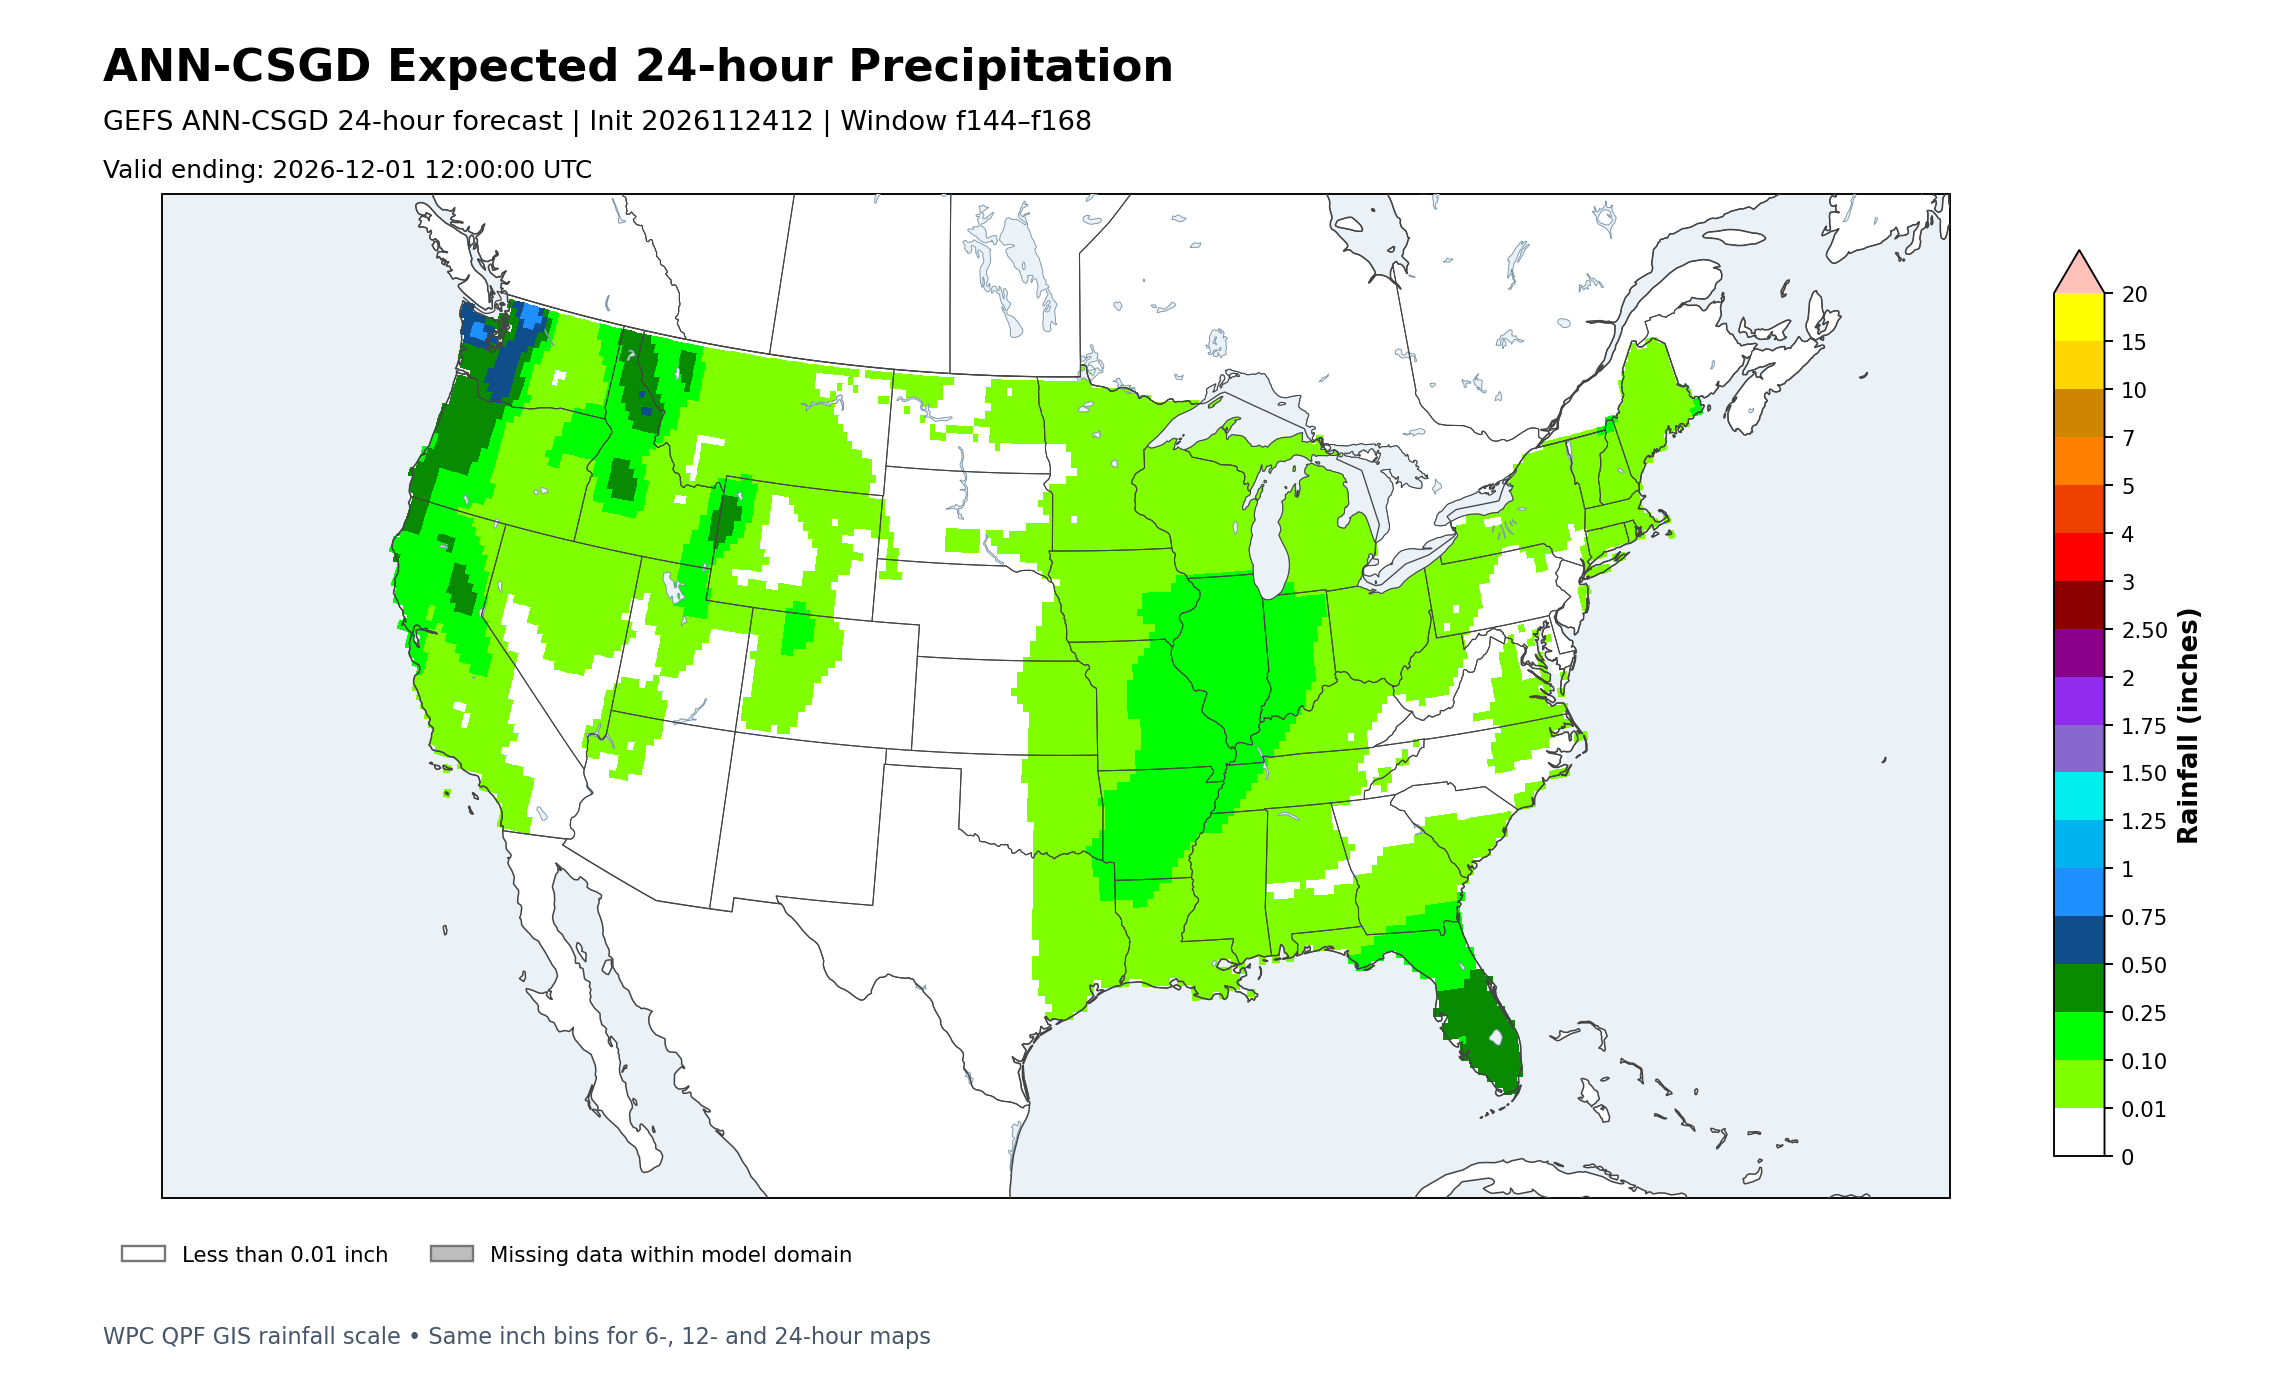 ANN-CSGD Expected 24-hour Precipitation
GEFS ANN-CSGD 24-hour forecast | Init 2026112412 | Window f144–f168
Valid ending: 2026-12-01 12:00:00 UTC
20
15
10
7
5
4
3
2.50
2
1.75
1.50
1.25
1
0.75
0.50
0.25
0.10
0.01
0
Rainfall (inches)
Less than 0.01 inch
Missing data within model domain
WPC QPF GIS rainfall scale • Same inch bins for 6-, 12- and 24-hour maps